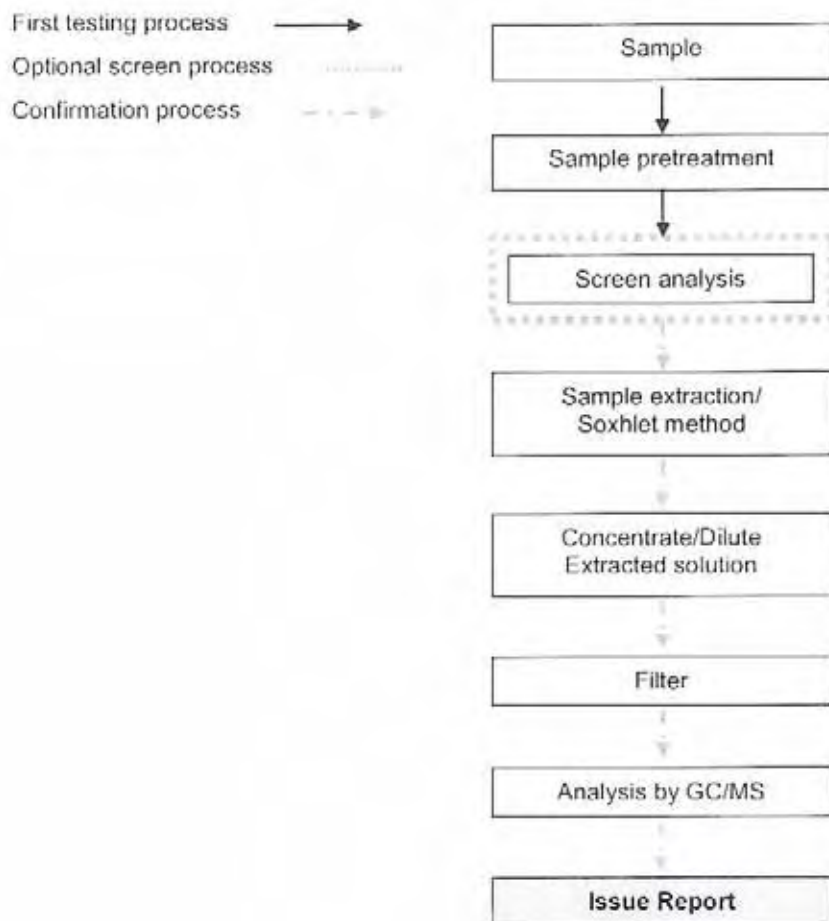 First testing process
Optional screen process
Confirmation process
Sample
Sample pretreatment
Screen analysis
Sample extraction/
Soxhlet method
Concentrate/Dilute
Extracted solution
Filter
Analysis by GC/MS
Issue Report